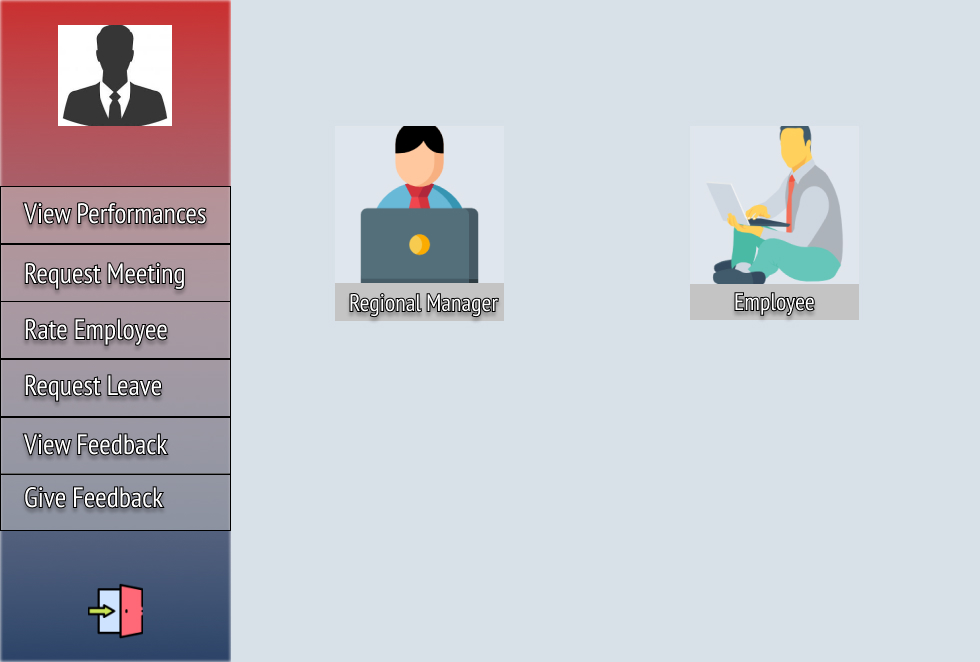 View Performances
Request Meeting
Rate Employee
Request Leave
View Feedback
Give Feedback
Regional Manager
Employee